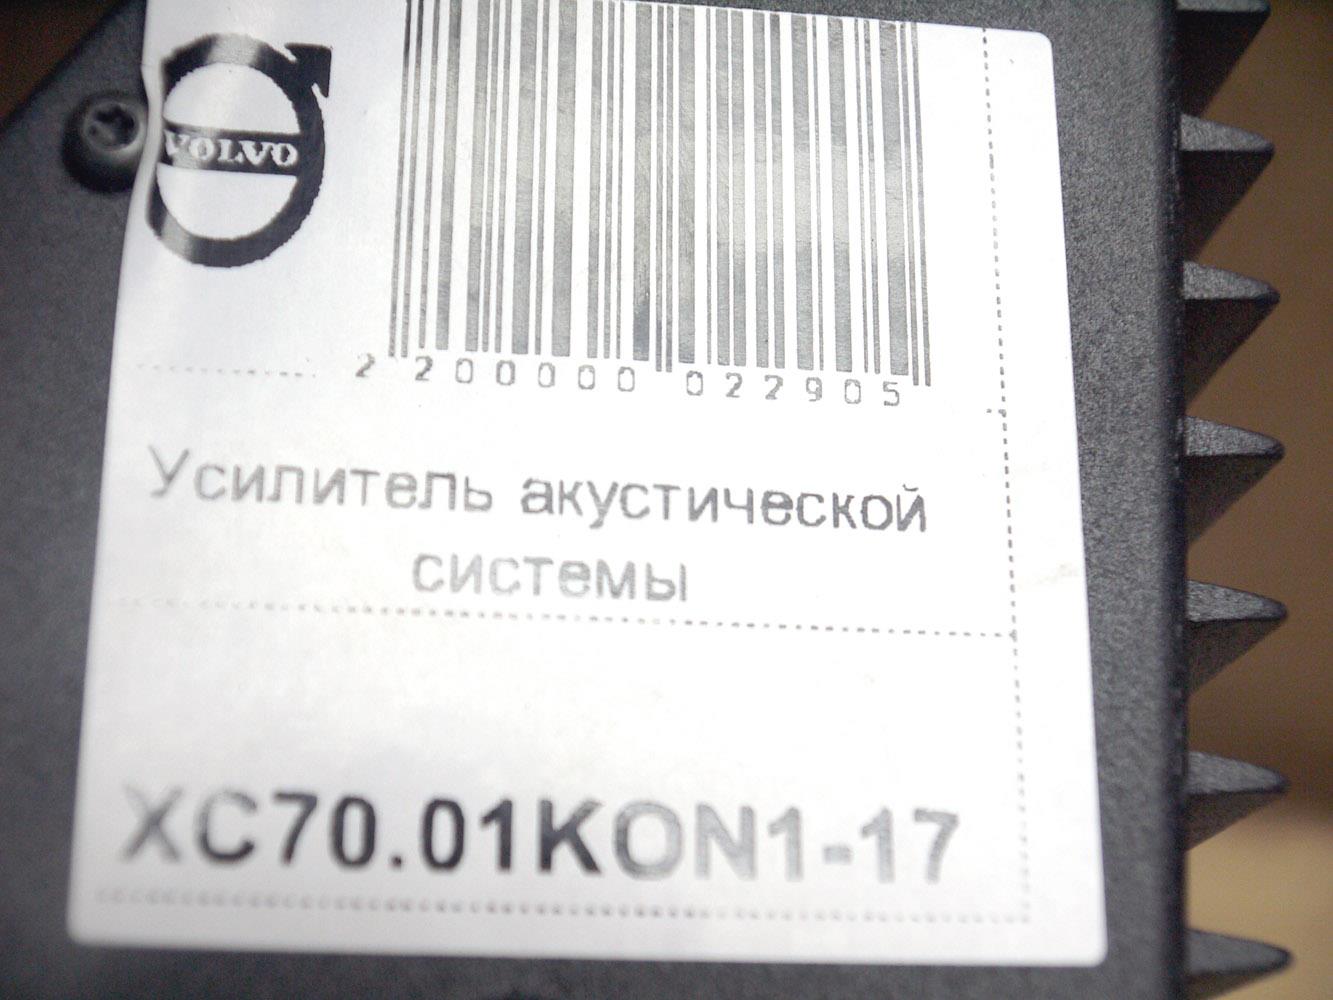 VOLVO
2 200000 022905
Усилитель акустической
системы
XC70.01KON1-17